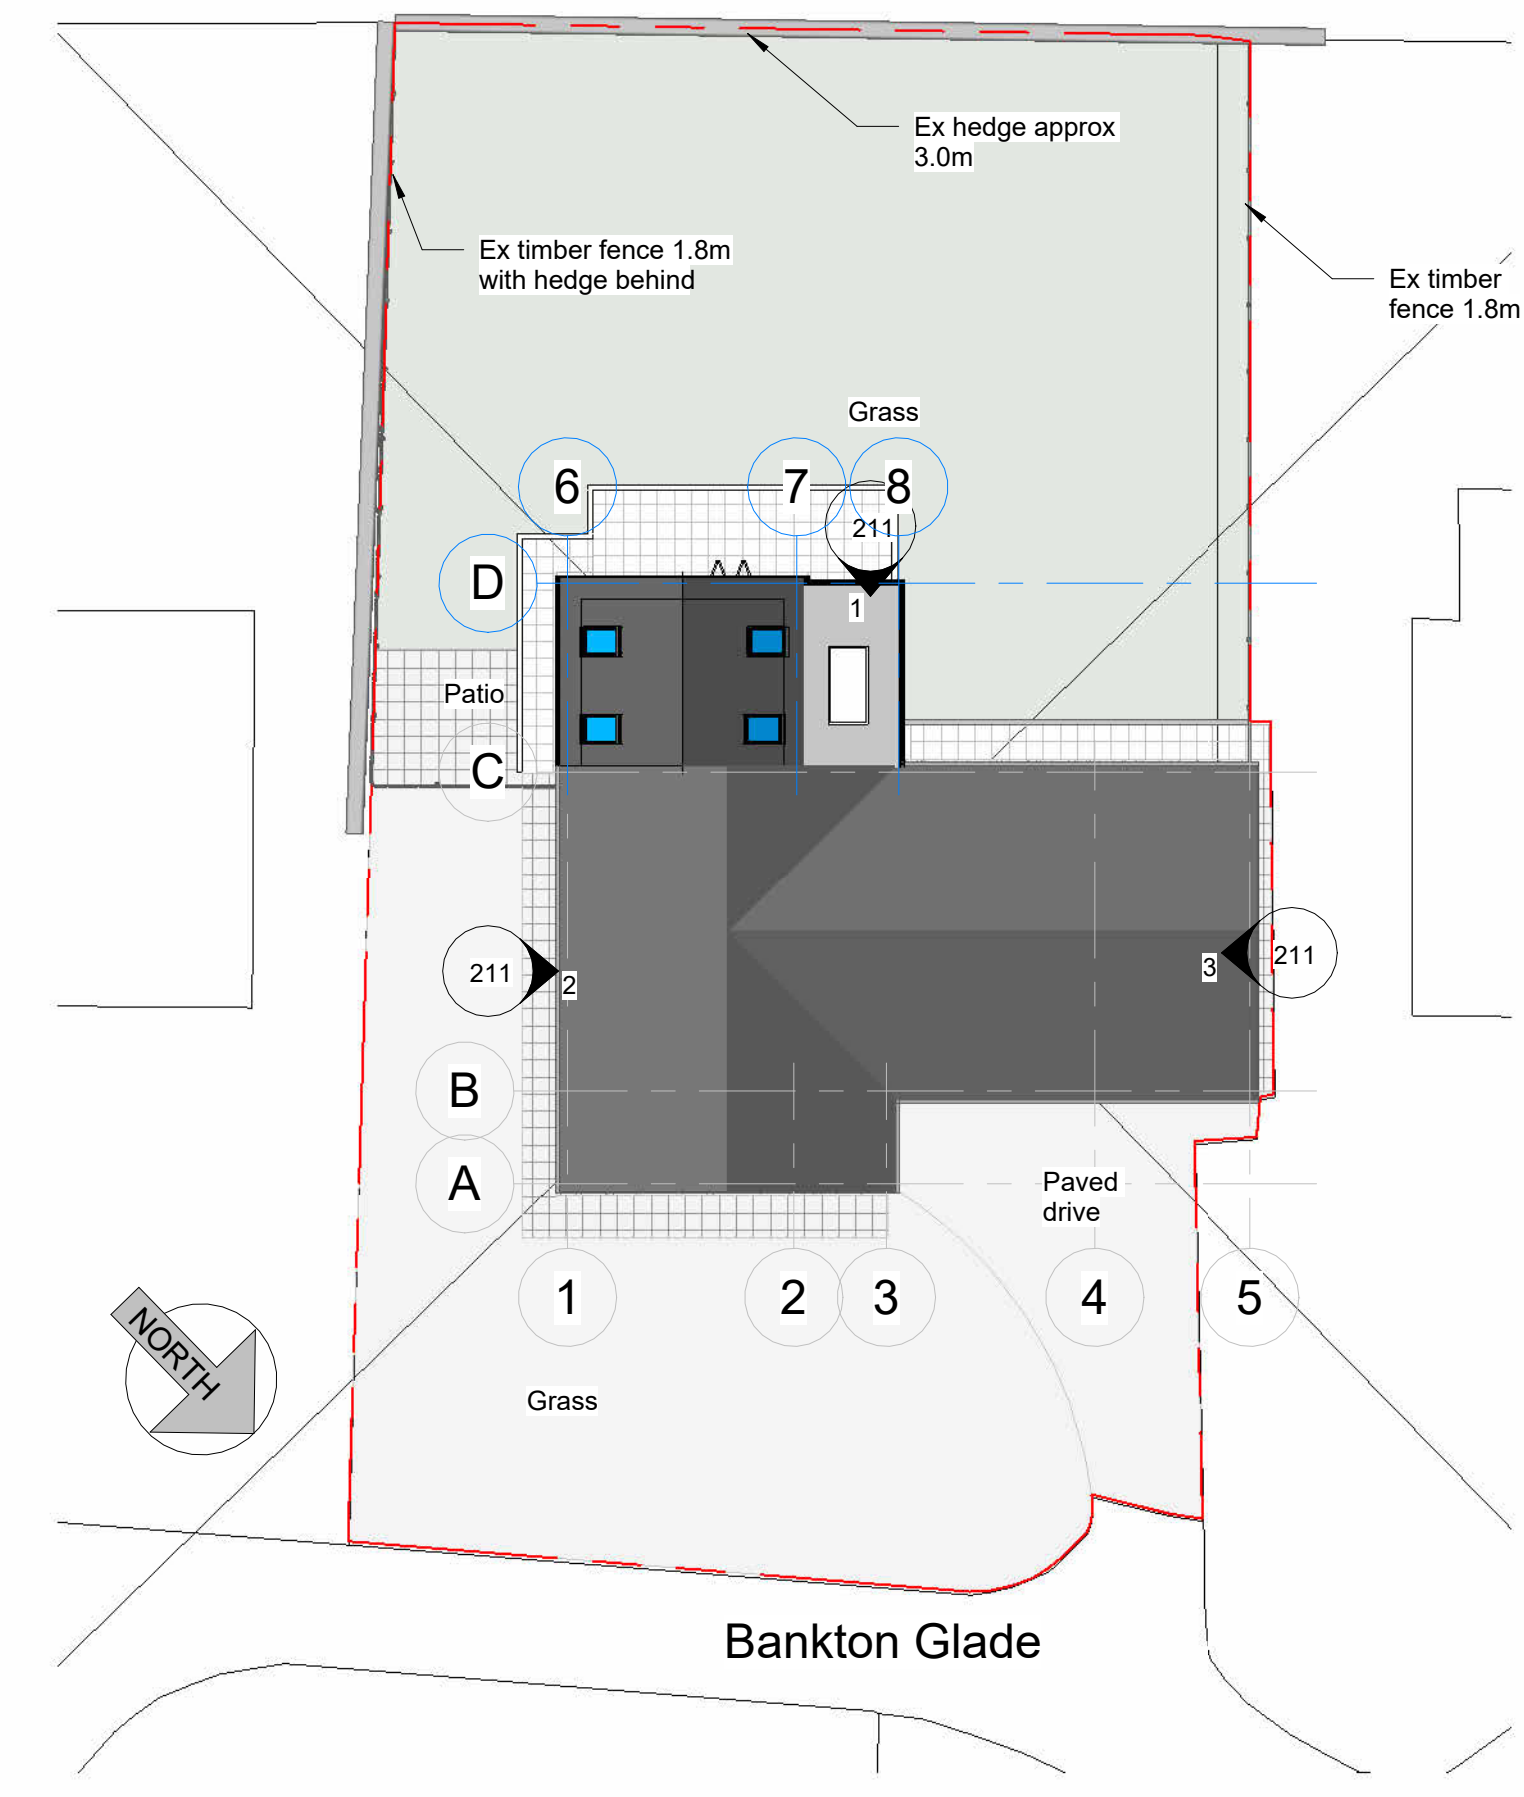 Ex hedge approx
3.0m
Ex timber fence 1.8m
with hedge behind
Ex timber
fence 1.8m
Grass
6
7
8
211
1
D
Patio
C
211
2
3
211
B
A
Paved
drive
1
2
3
4
5
NORTH
Grass
Bankton Glade